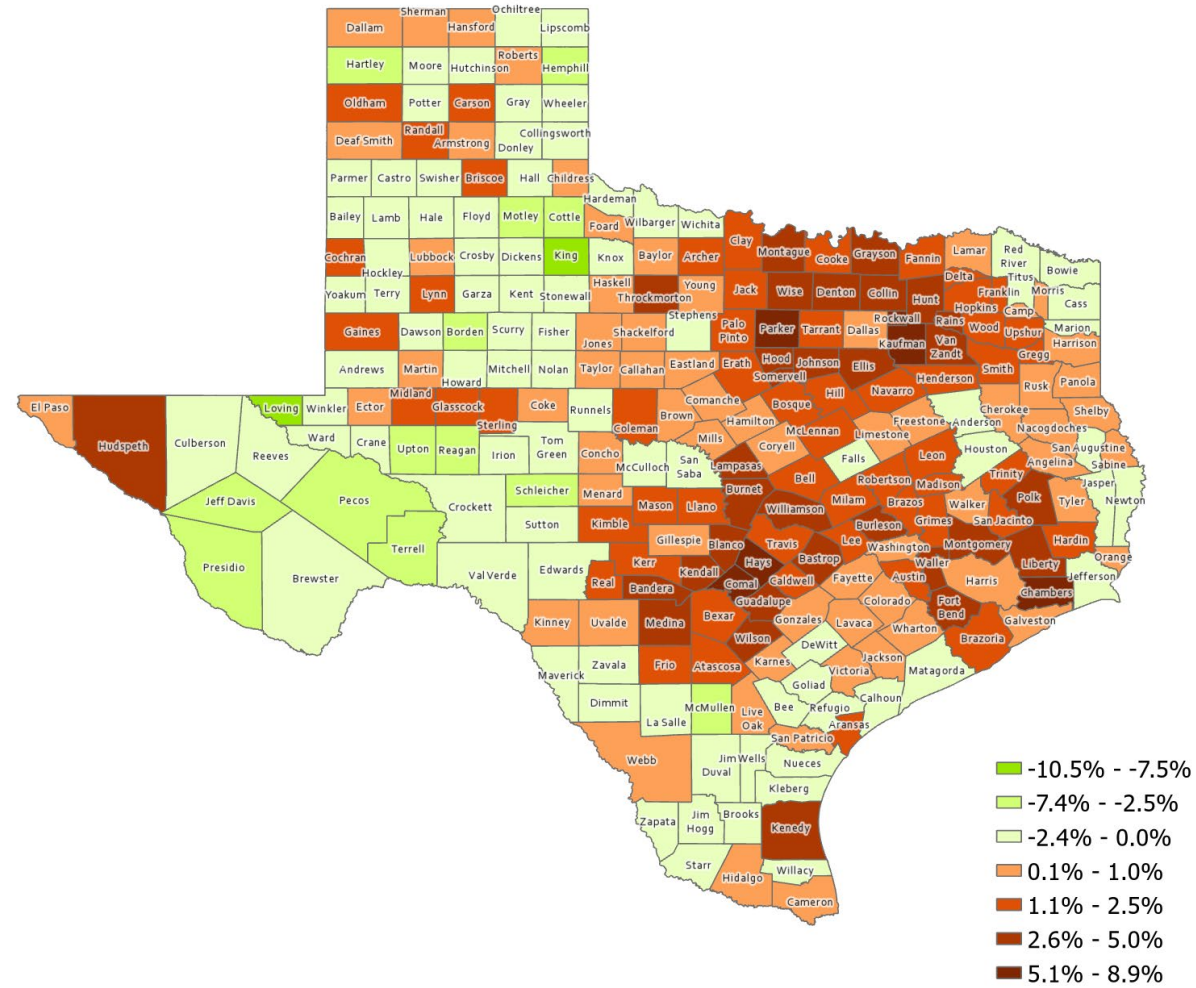 Ochiltree
Dallam Sherman Hansford Lipscomb
Hartley Moore Hutchinson Roberts Hemphill
Oldham Potter Carson Gray Wheeler
Deaf Smith Randall Armstrong Donley Collingsworth
Parmer Castro Swisher Briscoe Hall Childress
Hardeman
Bailey Lamb Hale Floyd Motley Cottle Foard Wilbarger Wichita
Cochran Hockley Lubbock Crosby Dickens King Knox Baylor Archer Clay Montague Cooke Grayson Fannin Lamar Red River Bowie
Yoakum Terry Lynn Garza Kent Stonewall Haskell Throckmorton Young Jack Wise Denton Collin Hunt Delta Hopkins Franklin Titus Morris Cass
Gaines Dawson Borden Scurry Fisher Jones Shackelford Stephens Palo Pinto Parker Tarrant Dallas Rockwall Kaufman Rains Van Zandt Wood Camp Upshur Marion Harrison
Andrews Martin Howard Mitchell Nolan Taylor Callahan Eastland Erath Hood Somervell Johnson Ellis Henderson Smith Gregg Rusk Panola
El Paso Hudspeth Culberson Loving Winkler Ector Midland Glasscock Sterling Coke Runnels Coleman Brown Comanche Hamilton Bosque Hill Navarro Freestone Anderson Cherokee Nacogdoches Shelby
Reeves Ward Crane Upton Reagan Irion Tom Green Concho McCulloch San Saba Mills Lampasas Coryell McLennan Limestone Falls Leon Houston Angelina San Augustine Sabine
Jeff Davis Pecos Crockett Schleicher Menard Mason Llano Burnet Bell Milam Robertson Brazos Madison Walker Trinity Polk Tyler Jasper Newton
Presidio Brewster Terrell Sutton Kimble Gillespie Blanco Williamson Travis Lee Burleson Washington Grimes Montgomery San Jacinto Liberty Hardin Orange
Val Verde Edwards Real Kerr Kendall Bandera Comal Hays Caldwell Bastrop Fayette Austin Waller Harris Chambers Jefferson
Kinney Uvalde Medina Bexar Guadalupe Gonzales Lavaca Colorado Wharton Fort Bend Brazoria Galveston
Maverick Zavala Frio Atascosa Wilson Karnes DeWitt Victoria Jackson Matagorda
Dimmit La Salle McMullen Live Oak Bee Goliad Refugio Calhoun Aransas
Webb Duval Jim Wells San Patricio Nueces Kleberg
Zapata Jim Hogg Brooks Kenedy
Starr Hidalgo Willacy Cameron
-10.5% - -7.5%
-7.4% - -2.5%
-2.4% - 0.0%
0.1% - 1.0%
1.1% - 2.5%
2.6% - 5.0%
5.1% - 8.9%